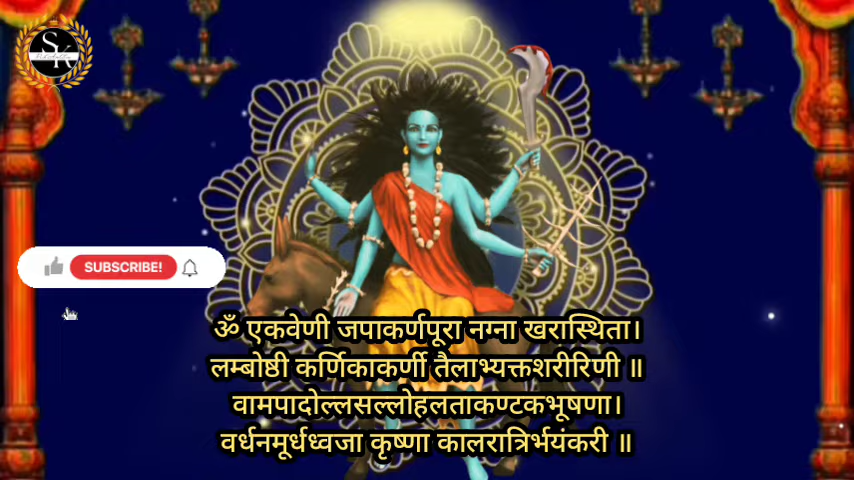 SK
SUBSCRIBE!
ॐ एकवेणी जपाकर्णपूरा नग्ना खरास्थिता।
लम्बोष्ठी कर्णिकाकर्णी तैलाभ्यक्तशरीरिणी ॥
वामपादोल्लसल्लोहलताकण्टकभूषणा।
वर्धनमूर्धध्वजा कृष्णा कालरात्रिर्भयंकरी ॥